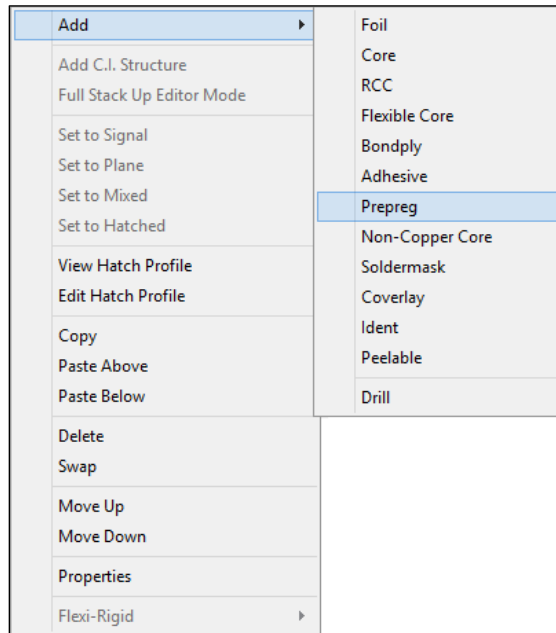 Add
Add C.I. Structure
Full Stack Up Editor Mode
Set to Signal
Set to Plane
Set to Mixed
Set to Hatched
View Hatch Profile
Edit Hatch Profile
Copy
Paste Above
Paste Below
Delete
Swap
Move Up
Move Down
Properties
Flexi-Rigid
Foil
Core
RCC
Flexible Core
Bondply
Adhesive
Prepreg
Non-Copper Core
Soldermask
Coverlay
Ident
Peelable
Drill